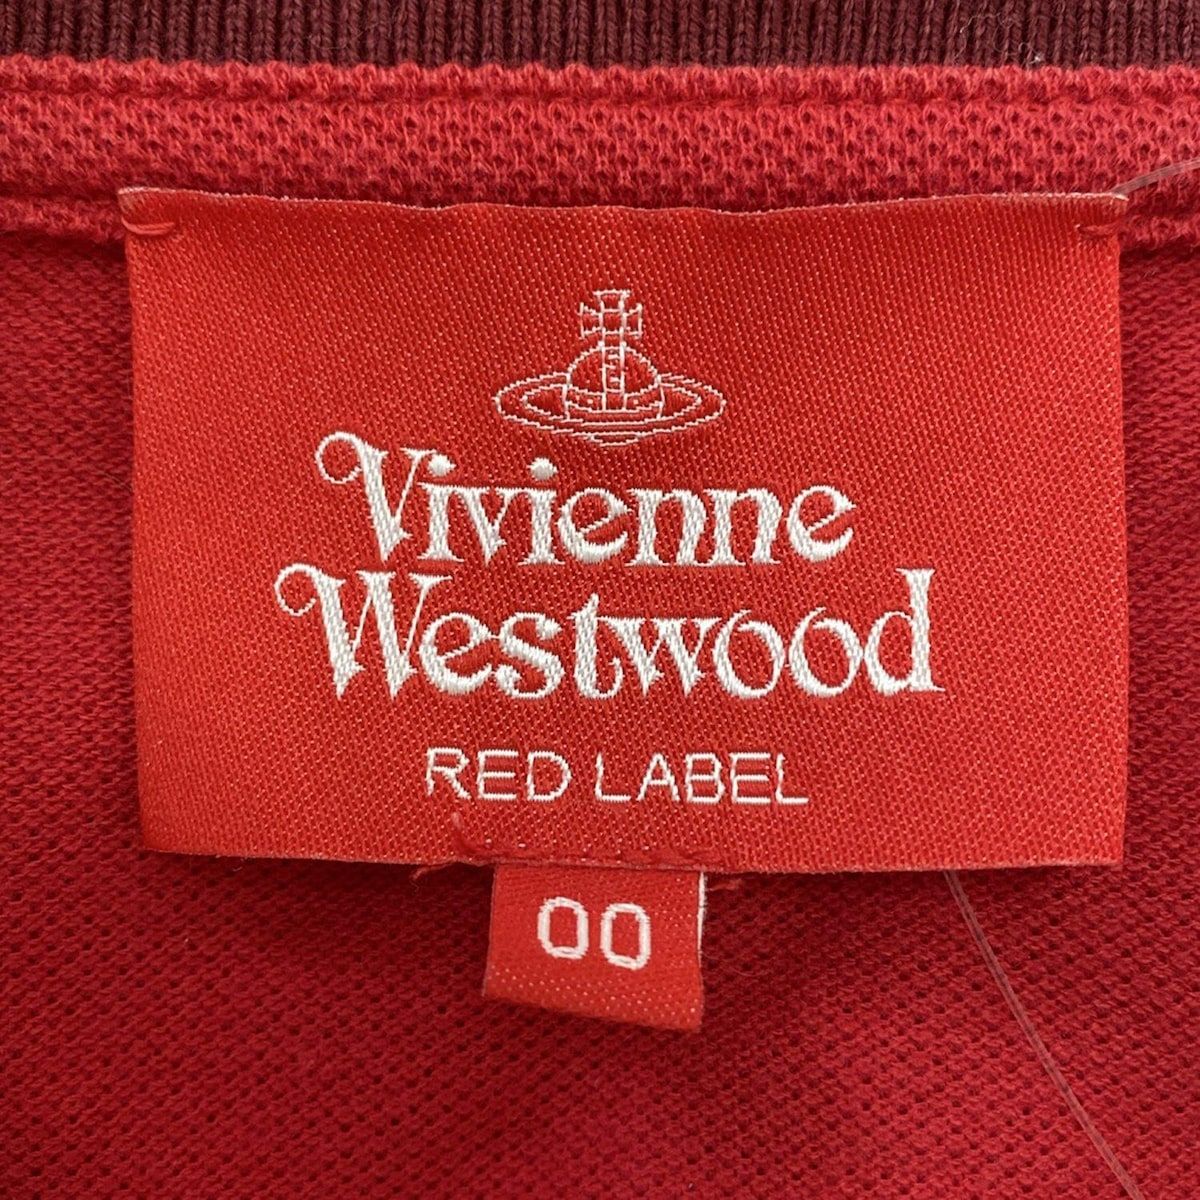 Vivienne
Westwood
RED LABEL
00